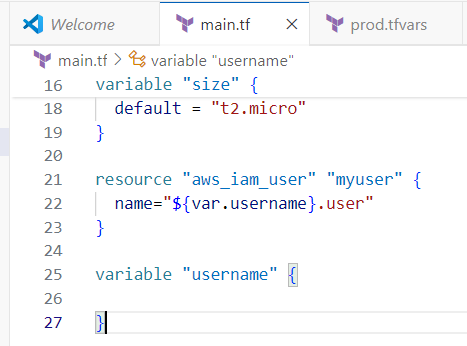 Welcome
main.tf
prod.tfvars
main.tf > variable "username"
16 variable "size" {
18 default = "t2.micro"
19 }
20
21 resource "aws_iam_user" "myuser" {
22 name="${var.username}.user"
23 }
24
25 variable "username" {
26
27 }